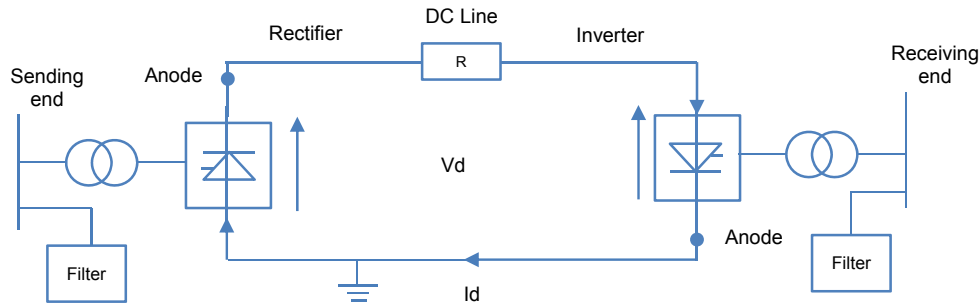 DC Line
Rectifier
Inverter
Receiving
end
Sending
end
Anode
R
Vd
Anode
Filter
Filter
Id